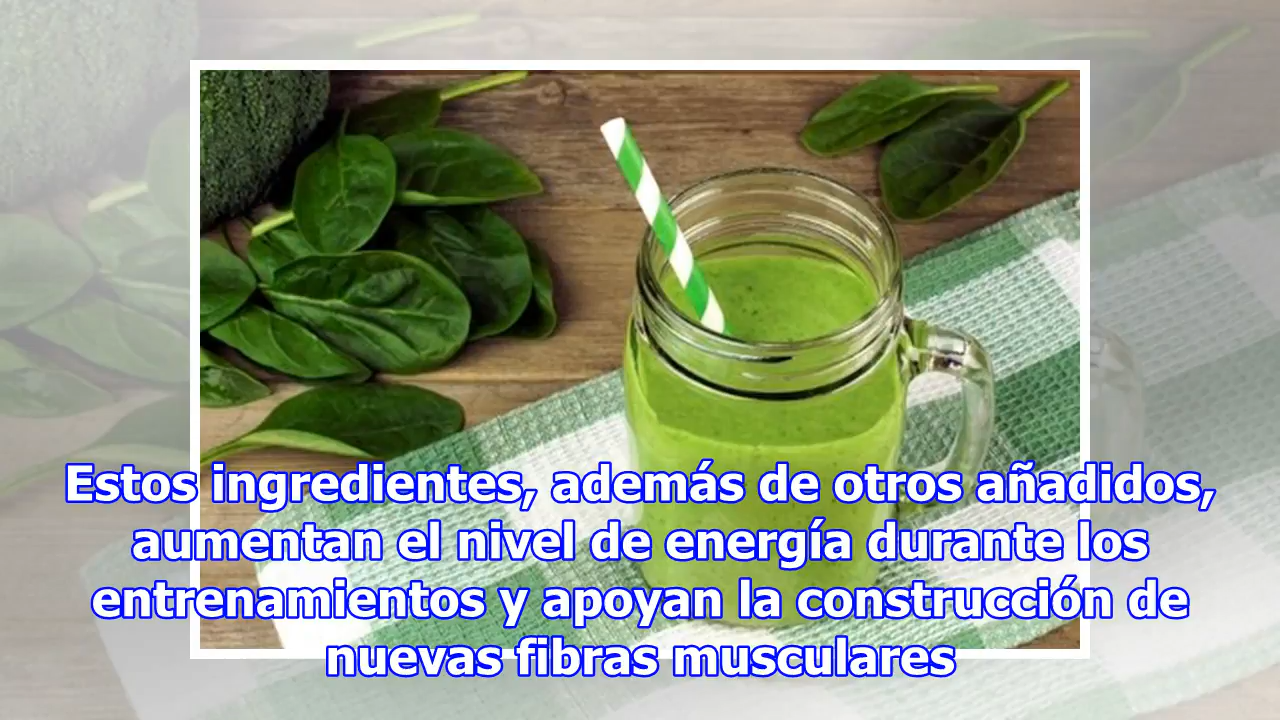 Estos ingredientes, además de otros añadidos,
aumentan el nivel de energía durante los
entrenamientos y apoyan la construcción de
nuevas fibras musculares